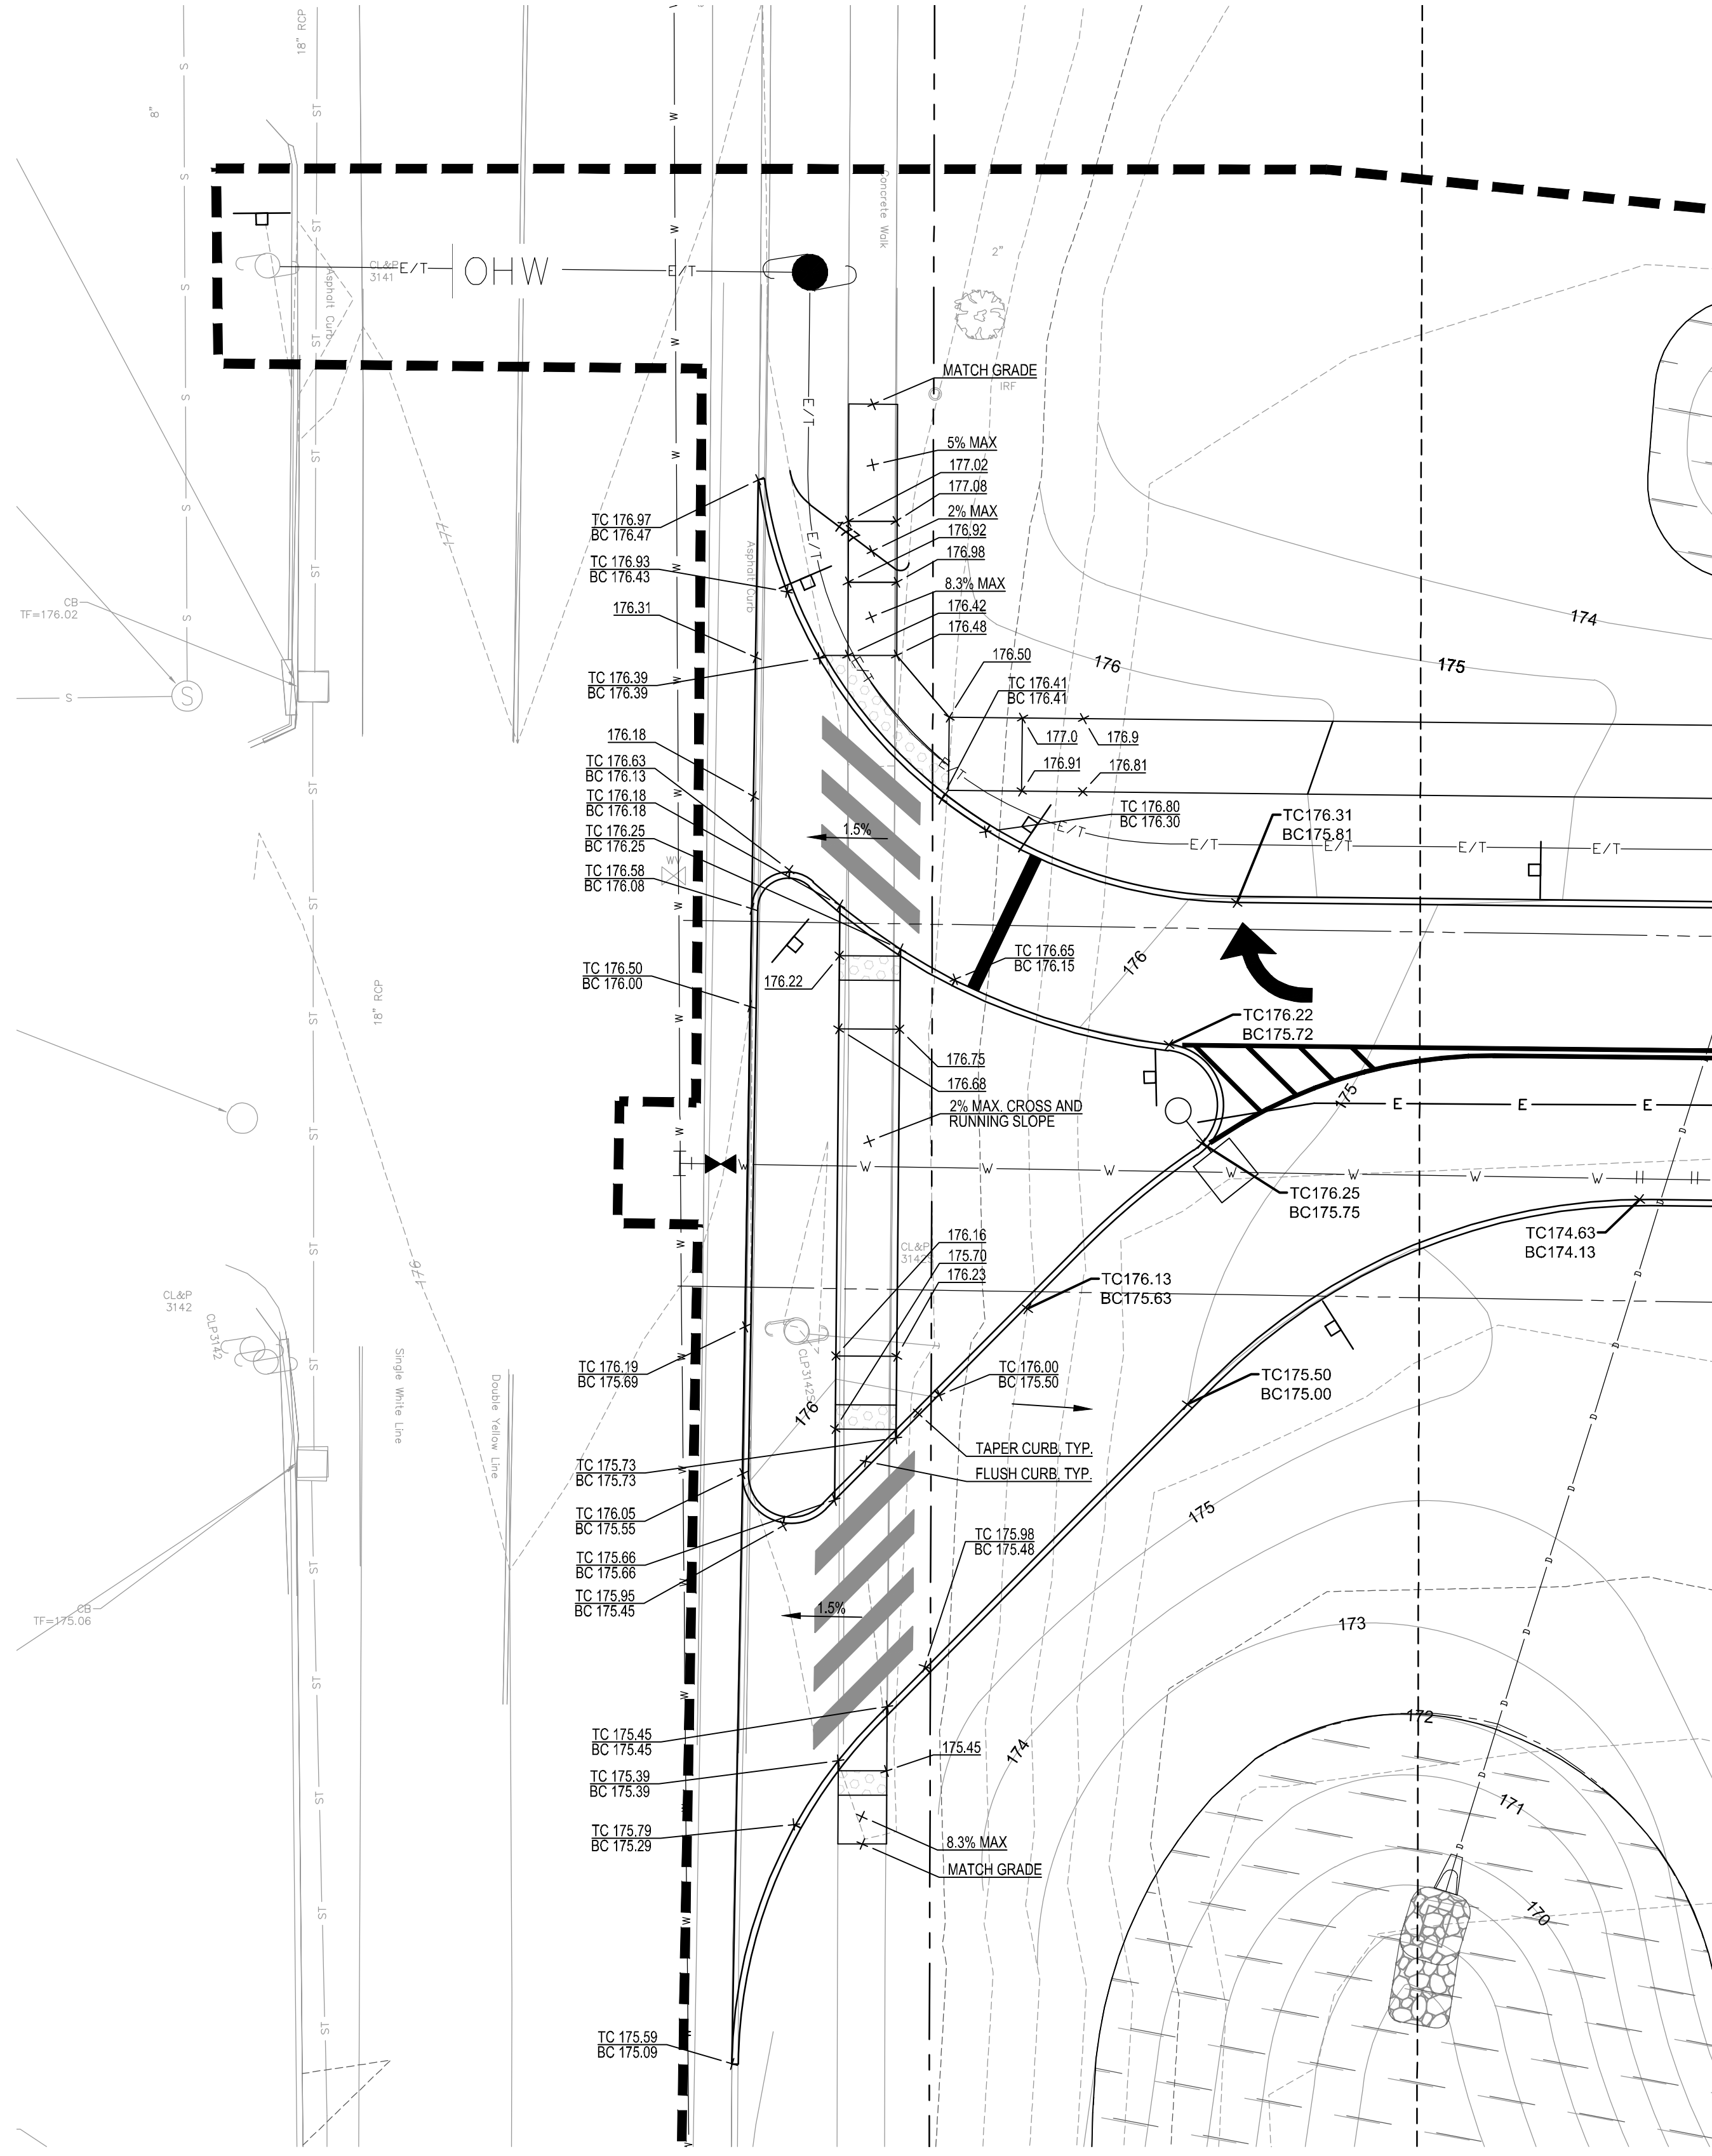 18" RCP
8"
S
ST
W
Concrete Walk
CL&P
3141
E/T
OHW
E/T
Asphalt Curb
2"
MATCH GRADE
IRF
E/T
5% MAX
177.02
177.08
2% MAX
176.92
176.98
8.3% MAX
176.42
176.48
177
TC 176.97
BC 176.47
TC 176.93
BC 176.43
Asphalt Curb
E/T
176.31
CB
TF=176.02
S
S
TC 176.39
BC 176.39
176.50
TC 176.41
BC 176.41
176
175
174
177.0
176.9
176.91
176.81
176.18
TC 176.63
BC 176.13
TC 176.18
BC 176.18
TC 176.25
BC 176.25
TC 176.58
BC 176.08
1.5%
WV
TC 176.80
BC 176.30
TC176.31
BC175.81
E/T
E/T
E/T
E/T
E/T
TC 176.50
BC 176.00
176.22
TC 176.65
BC 176.15
176
18" RCP
TC176.22
BC175.72
176.75
176.68
2% MAX. CROSS AND
RUNNING SLOPE
175
E
E
E
W
W
W
W
W
W
W
W
TC176.25
BC175.75
TC174.63
BC174.13
176.16
175.70
176.23
CL&P
3142S
176
TC176.13
BC175.63
CL&P
3142
CLP3142
CLP3142S
TC 176.19
BC 175.69
TC 176.00
BC 175.50
TC175.50
BC175.00
Single White Line
Double Yellow Line
176
TAPER CURB, TYP.
FLUSH CURB, TYP.
TC 175.73
BC 175.73
TC 176.05
BC 175.55
175
TC 175.98
BC 175.48
TC 175.66
BC 175.66
TC 175.95
BC 175.45
CB
TF=175.06
1.5%
173
D
172
TC 175.45
BC 175.45
175.45
174
TC 175.39
BC 175.39
171
TC 175.79
BC 175.29
8.3% MAX
MATCH GRADE
170
TC 175.59
BC 175.09